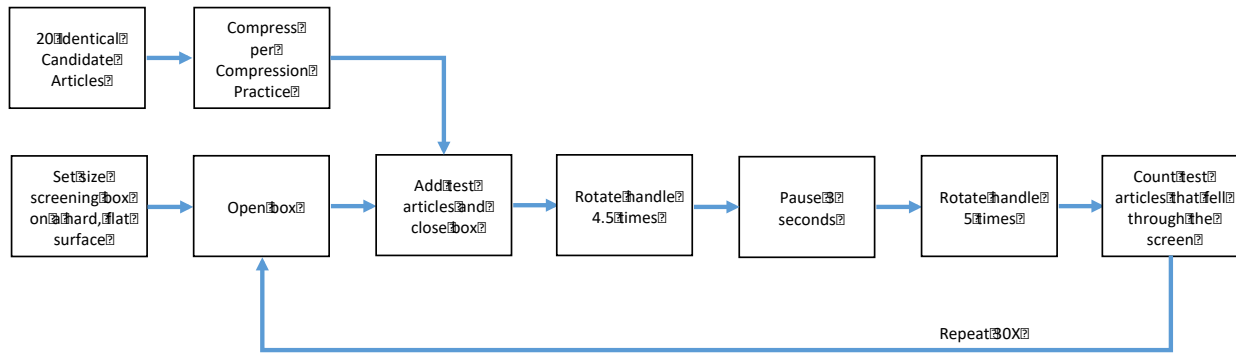 20⍰Identical⍰
Candidate⍰
Articles⍰
Compress⍰
per⍰
Compression⍰
Practice⍰
Set⍰size⍰
screening⍰box⍰
on⍰a⍰hard,⍰flat⍰
surface⍰
Open⍰box⍰
Add⍰test⍰
articles⍰and⍰
close⍰box⍰
Rotate⍰handle⍰
4.5⍰times⍰
Pause⍰3⍰
seconds⍰
Rotate⍰handle⍰
5⍰times⍰
Count⍰test⍰
articles⍰that⍰fell⍰
through⍰the⍰
screen⍰
Repeat⍰30X⍰